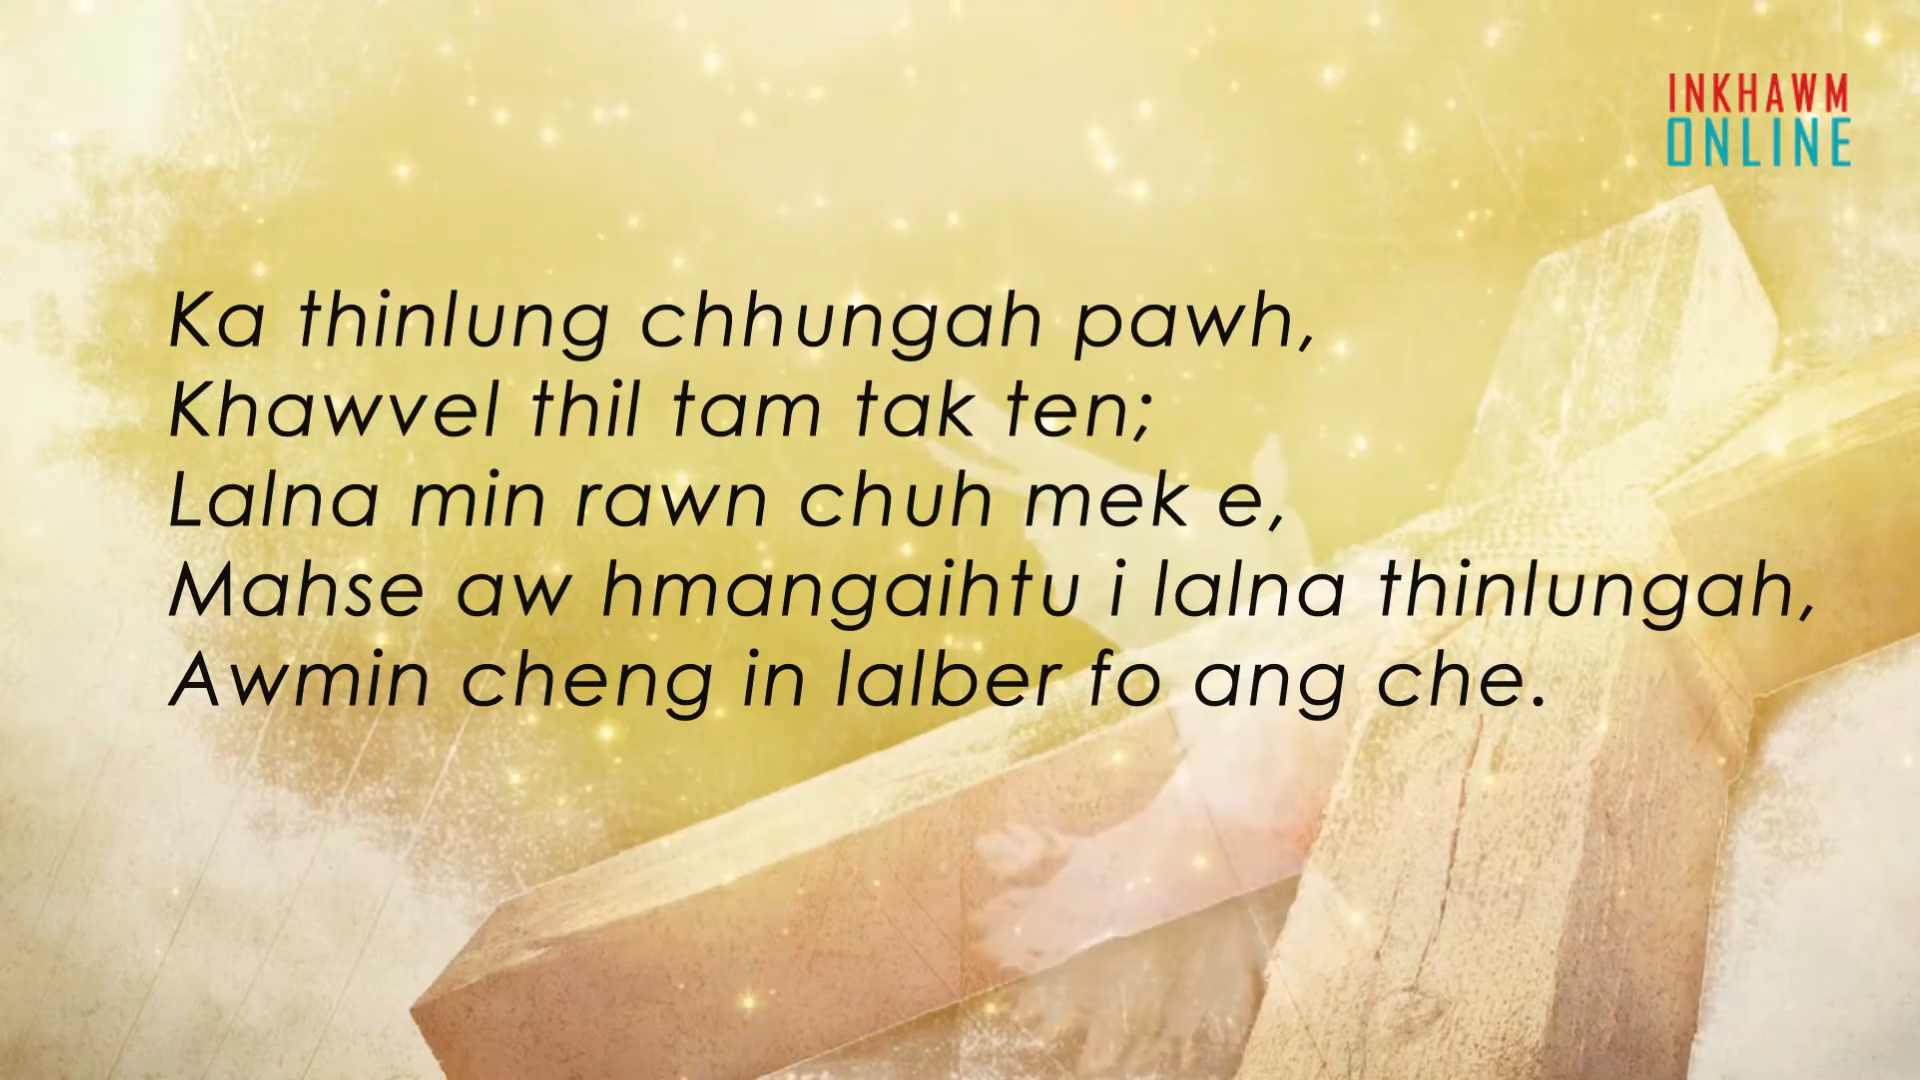 INKHAWM
ONLINE
Ka thinlung chhungah pawh,
Khawvel thil tam tak ten;
Lalna min rawn chuh mek e,
Mahse aw hmangaihtu i lalna thinlungah,
Awmin cheng in lalber fo ang che.